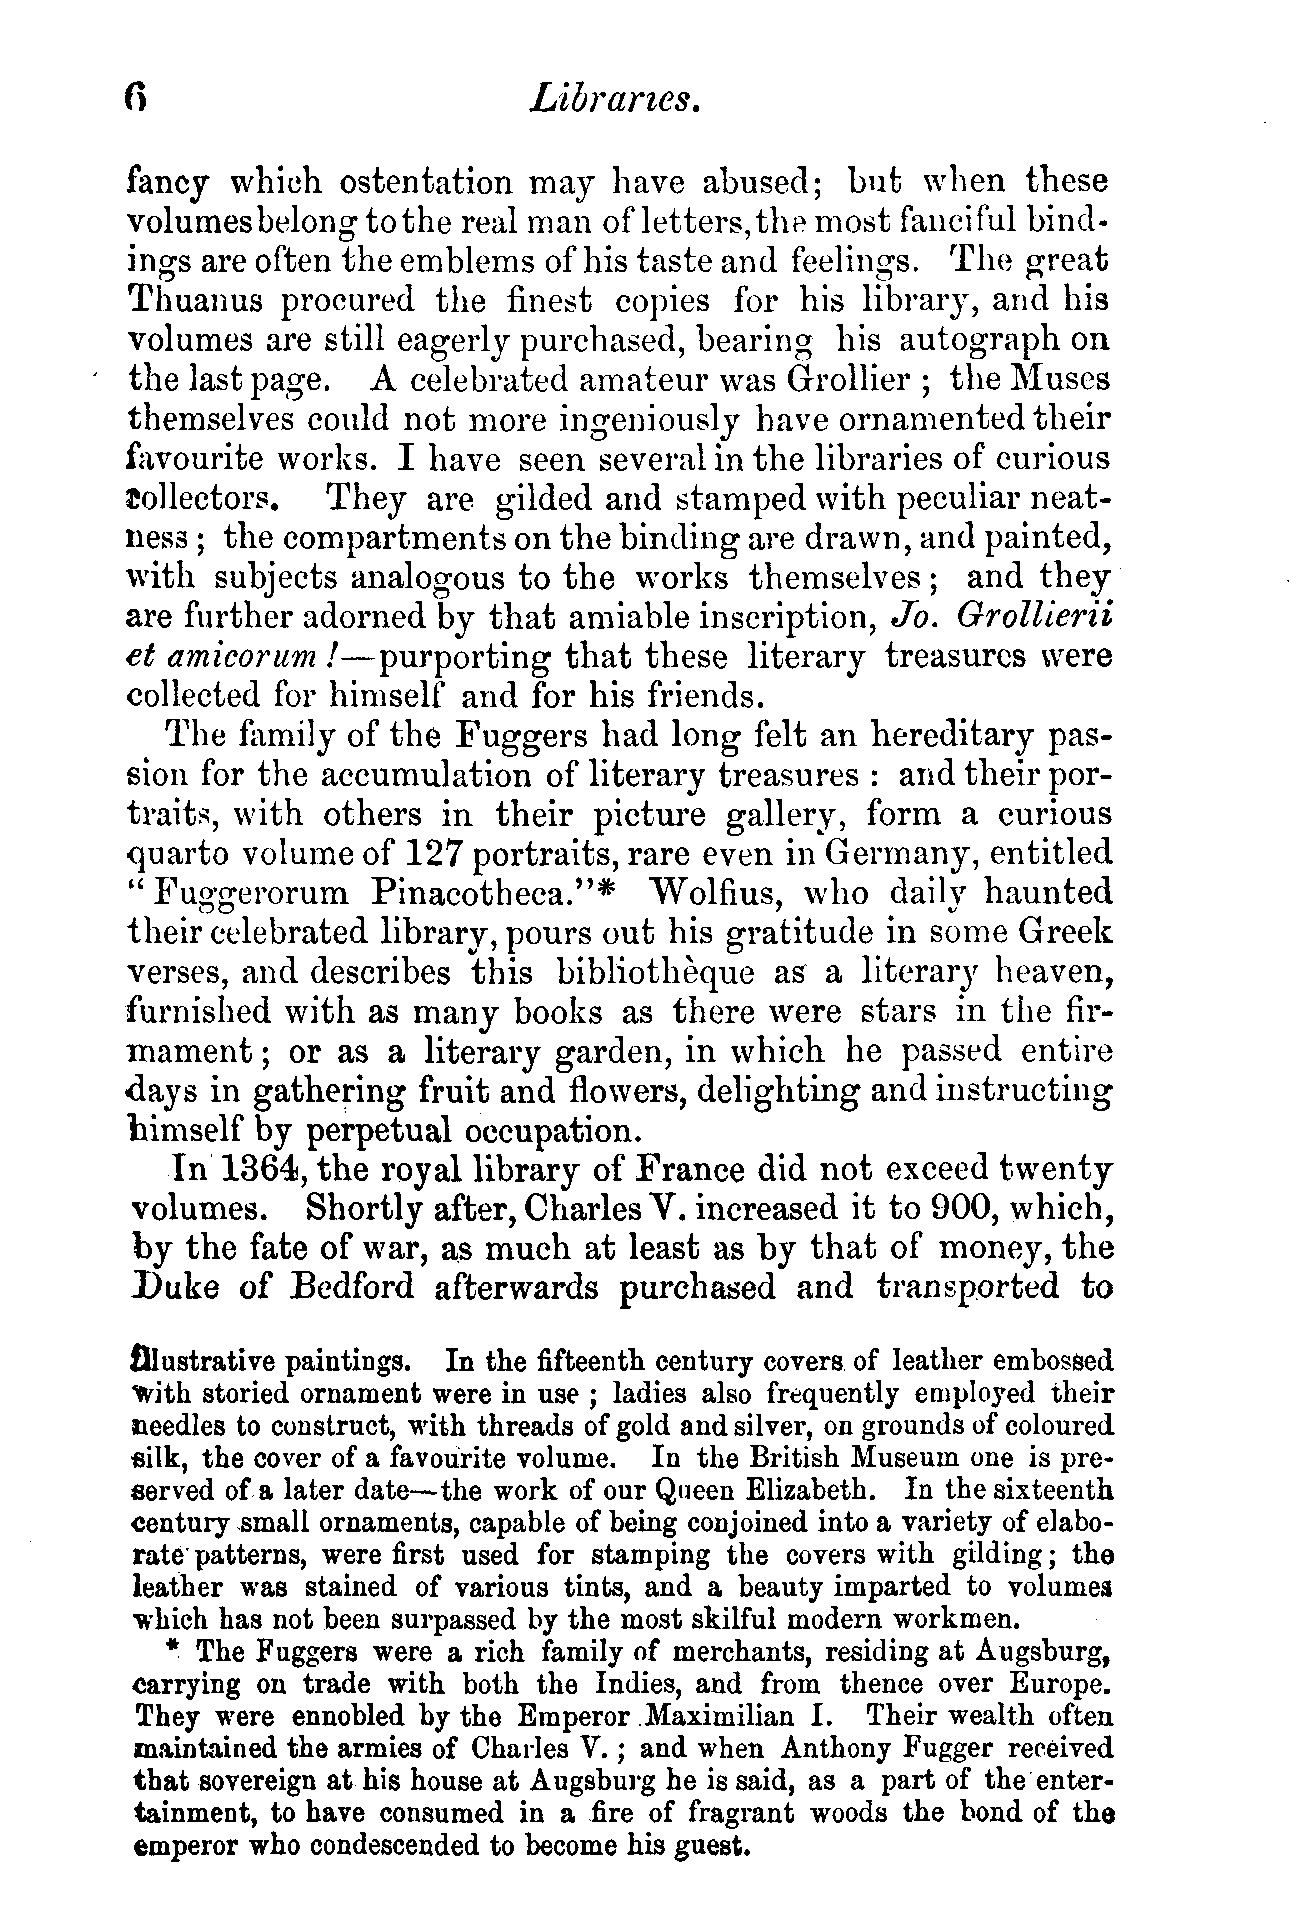 6 Libraries.
fancy which ostentation may have abused; but when these
volumes belong to the real man of letters, the most fanciful bind-
ings are often the emblems of his taste and feelings. The great
Thuanus procured the finest copies for his library, and his
volumes are still eagerly purchased, bearing his autograph on
the last page. A celebrated amateur was Grollier ; the Muses
themselves could not more ingeniously have ornamented their
favourite works. I have seen several in the libraries of curious
collectors. They are gilded and stamped with peculiar neat-
ness ; the compartments on the binding are drawn, and painted,
with subjects analogous to the works themselves ; and they
are further adorned by that amiable inscription, Jo. Grollierii
et amicorum !—purporting that these literary treasures were
collected for himself and for his friends.
The family of the Fuggers had long felt an hereditary pas-
sion for the accumulation of literary treasures : and their por-
traits, with others in their picture gallery, form a curious
quarto volume of 127 portraits, rare even in Germany, entitled
“ Fuggerorum Pinacotheca.”* Wolfius, who daily haunted
their celebrated library, pours out his gratitude in some Greek
verses, and describes this bibliothèque as a literary heaven,
furnished with as many books as there were stars in the fir-
mament ; or as a literary garden, in which he passed entire
days in gathering fruit and flowers, delighting and instructing
himself by perpetual occupation.
In 1364, the royal library of France did not exceed twenty
volumes. Shortly after, Charles V. increased it to 900, which,
by the fate of war, as much at least as by that of money, the
Duke of Bedford afterwards purchased and transported to
illustrative paintings. In the fifteenth century covers of leather embossed
with storied ornament were in use ; ladies also frequently employed their
needles to construct, with threads of gold and silver, on grounds of coloured
silk, the cover of a favourite volume. In the British Museum one is pre-
served of a later date—the work of our Queen Elizabeth. In the sixteenth
century small ornaments, capable of being conjoined into a variety of elabo-
rate patterns, were first used for stamping the covers with gilding; the
leather was stained of various tints, and a beauty imparted to volumes
which has not been surpassed by the most skilful modern workmen.
* The Fuggers were a rich family of merchants, residing at Augsburg,
carrying on trade with both the Indies, and from thence over Europe.
They were ennobled by the Emperor Maximilian I. Their wealth often
maintained the armies of Charles V. ; and when Anthony Fugger received
that sovereign at his house at Augsburg he is said, as a part of the enter-
tainment, to have consumed in a fire of fragrant woods the bond of the
emperor who condescended to become his guest.